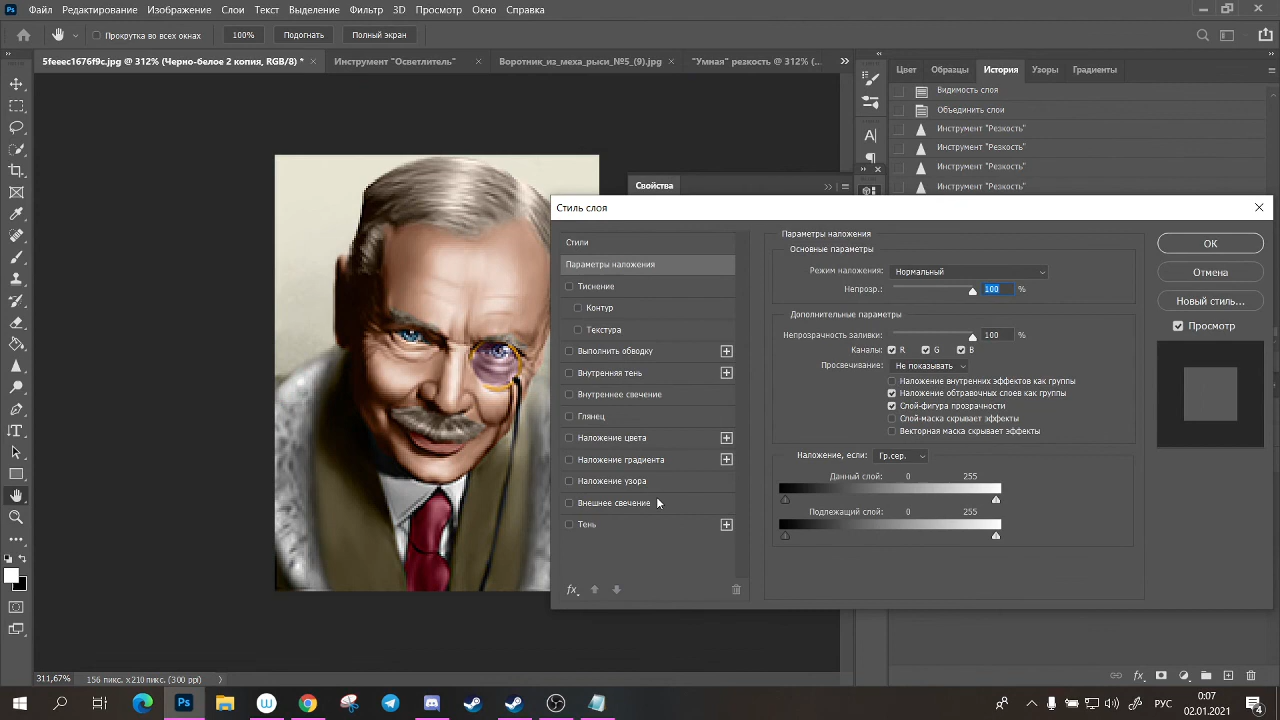 Файл Редактирование Изображение Слои Текст Выделение Фильтр 3D Просмотр Окно Справка
Прокрутка во всех окнах 100% Подогнать Полный экран
5feeec1676f9c.jpg @ 312% (Черно-белое 2 копия, RGB/8) * Инструмент "Осветлитель" Воротник_из_меха_рыси_№5_(9).jpg "Умная" резкость @ 312% (...
Цвет Образцы История Узоры Градиенты
Видимость слоя
Объединить слои
Инструмент "Резкость"
Инструмент "Резкость"
Инструмент "Резкость"
Инструмент "Резкость"
Свойства
Стиль слоя
Стили
Параметры наложения
Тиснение
Контур
Текстура
Выполнить обводку
Внутренняя тень
Внутреннее свечение
Глянец
Наложение цвета
Наложение градиента
Наложение узора
Внешнее свечение
Тень
fx
Параметры наложения
Основные параметры
Режим наложения: Нормальный
Непрозр.: 100 %
Дополнительные параметры
Непрозрачность заливки: 100 %
Каналы: R G B
Просвечивание: Не показывать
Наложение внутренних эффектов как группы
Наложение обтравочных слоев как группы
Слой-фигура прозрачности
Слой-маска скрывает эффекты
Векторная маска скрывает эффекты
Наложение, если: Гр.сер.
Данный слой: 0 255
Подлежащий слой: 0 255
OK
Отмена
Новый стиль...
Просмотр
311,67% 156 пикс. x 210 пикс. (300 ppi)
РУС
0:07
02.01.2021